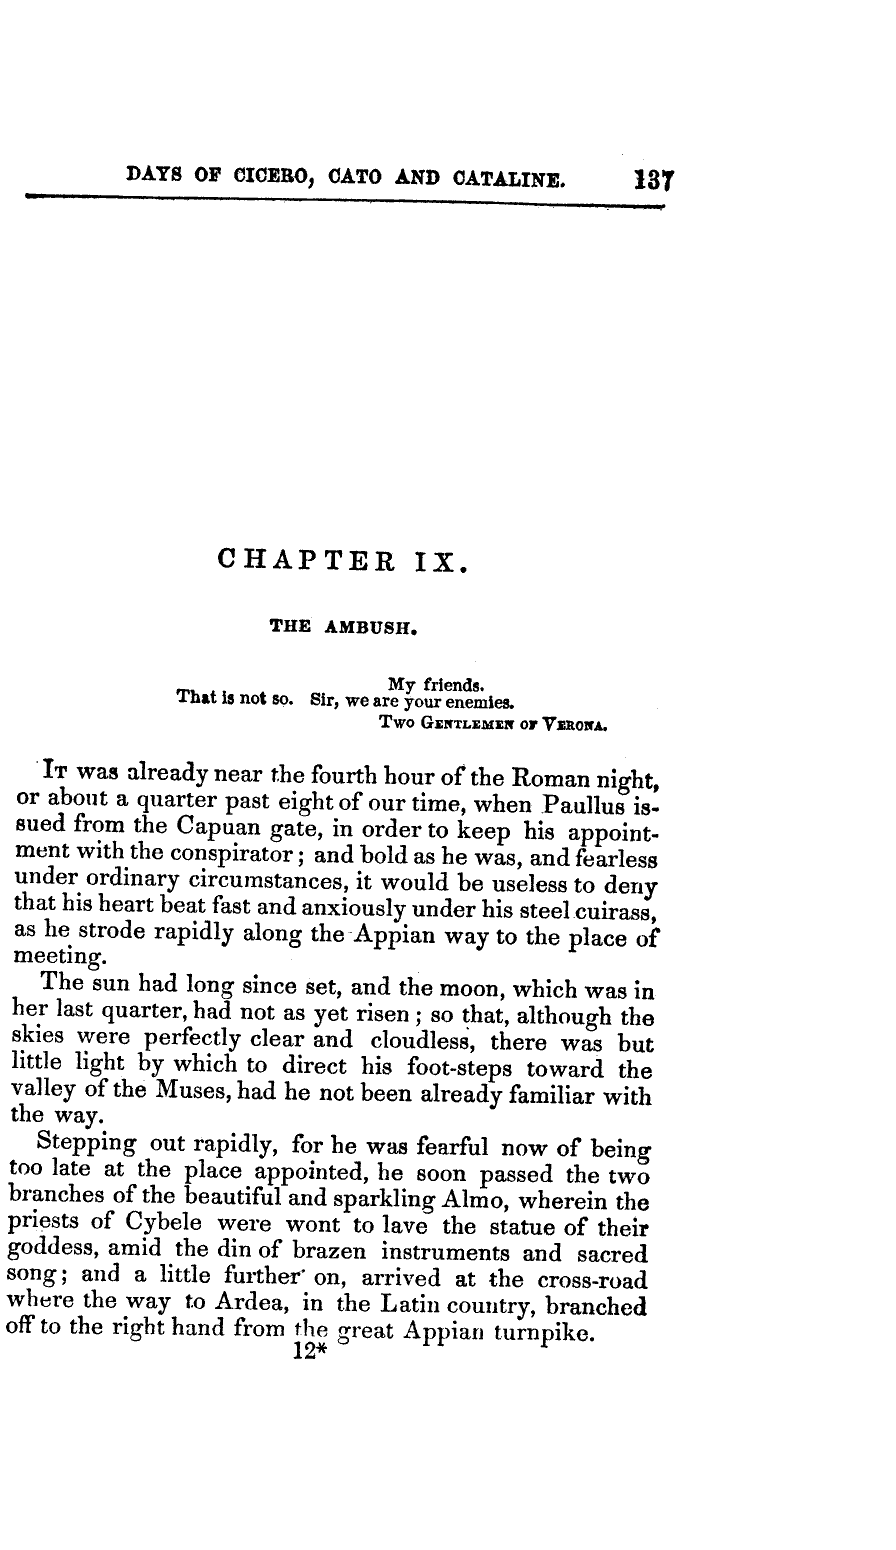 DAYS OF CICERO, CATO AND CATALINE. 137
CHAPTER IX.
THE AMBUSH.
My friends.
That is not so. Sir, we are your enemies.
Two Gentlemen of Verona.
It was already near the fourth hour of the Roman night,
or about a quarter past eight of our time, when Paullus is-
sued from the Capuan gate, in order to keep his appoint-
ment with the conspirator; and bold as he was, and fearless
under ordinary circumstances, it would be useless to deny
that his heart beat fast and anxiously under his steel cuirass,
as he strode rapidly along the Appian way to the place of
meeting.
The sun had long since set, and the moon, which was in
her last quarter, had not as yet risen; so that, although the
skies were perfectly clear and cloudless, there was but
little light by which to direct his foot-steps toward the
valley of the Muses, had he not been already familiar with
the way.
Stepping out rapidly, for he was fearful now of being
too late at the place appointed, he soon passed the two
branches of the beautiful and sparkling Almo, wherein the
priests of Cybele were wont to lave the statue of their
goddess, amid the din of brazen instruments and sacred
song; and a little further on, arrived at the cross-road
where the way to Ardea, in the Latin country, branched
off to the right hand from the great Appian turnpike.
12*